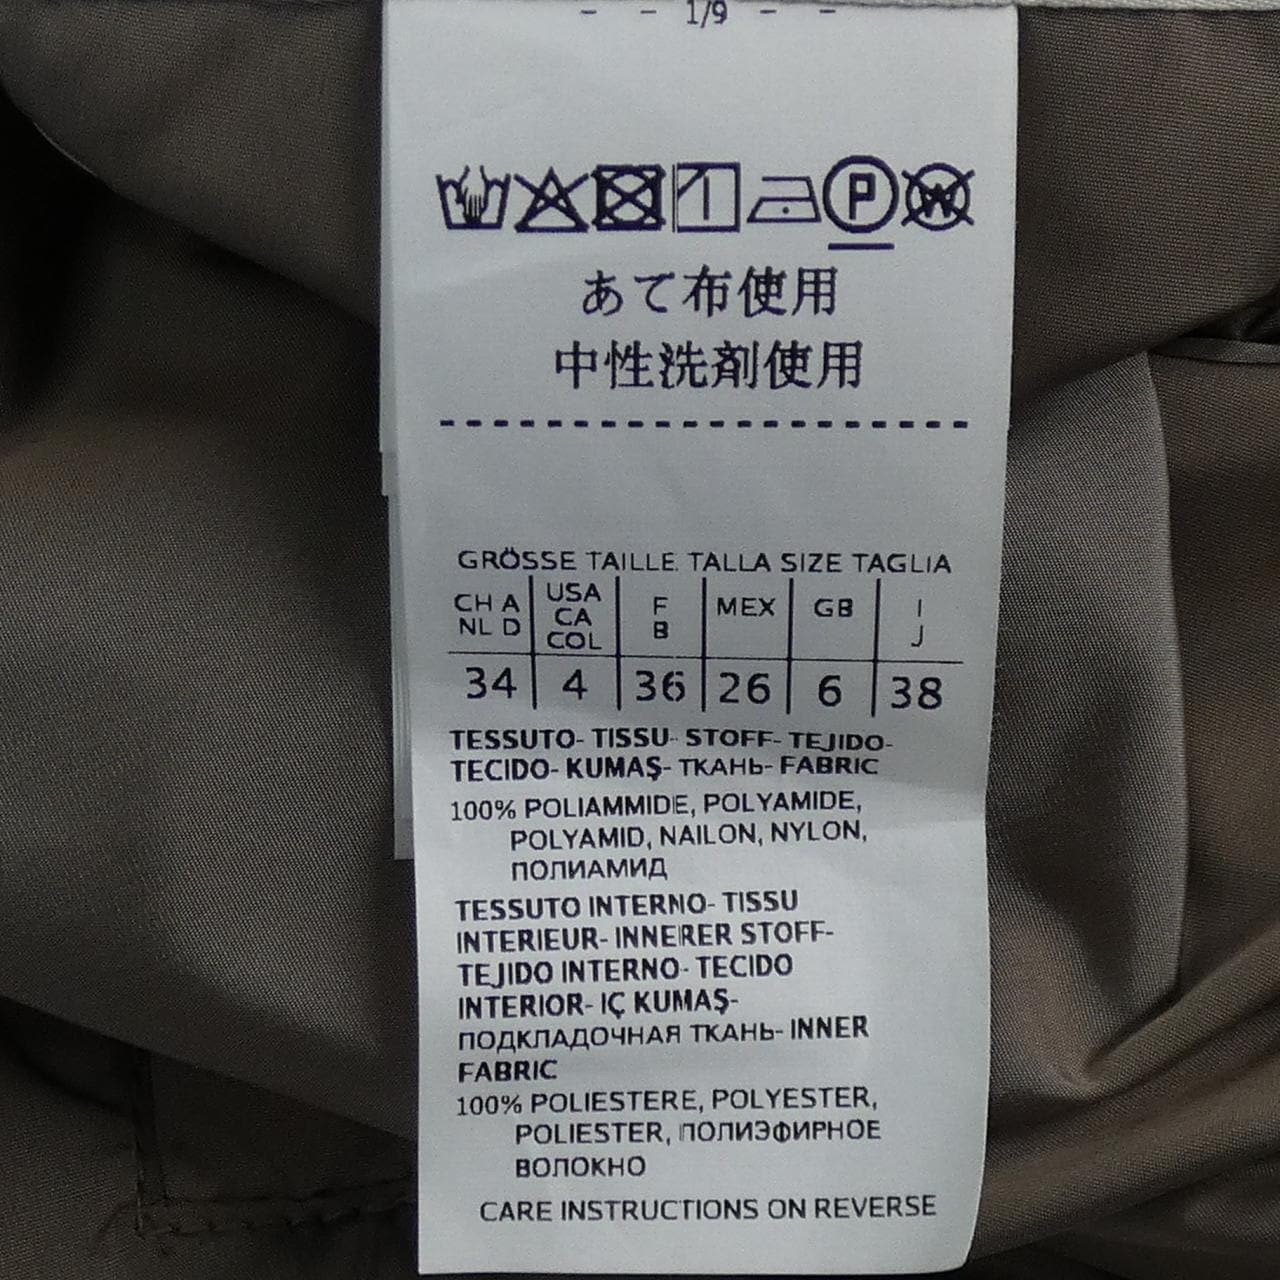 - - 1/9 - -
P W
あて布使用
中性洗剤使用
GRÖSSE TAILLE TALLA SIZE TAGLIA
CH A NL D USA CA COL F B MEX GB I J
34 4 36 26 6 38
TESSUTO- TISSU- STOFF- TEJIDO-
TECIDO- KUMAŞ- ТКАНЬ- FABRIC
100% POLIAMMIDE, POLYAMIDE,
POLYAMID, NAILON, NYLON,
ПОЛИАМИД
TESSUTO INTERNO- TISSU
INTERIEUR- INNERER STOFF-
TEJIDO INTERNO- TECIDO
INTERIOR- IÇ KUMAŞ-
ПОДКЛАДОЧНАЯ ТКАНЬ- INNER
FABRIC
100% POLIESTERE, POLYESTER,
POLIESTER, ПОЛИЭФИРНОЕ
ВОЛОКНО
CARE INSTRUCTIONS ON REVERSE